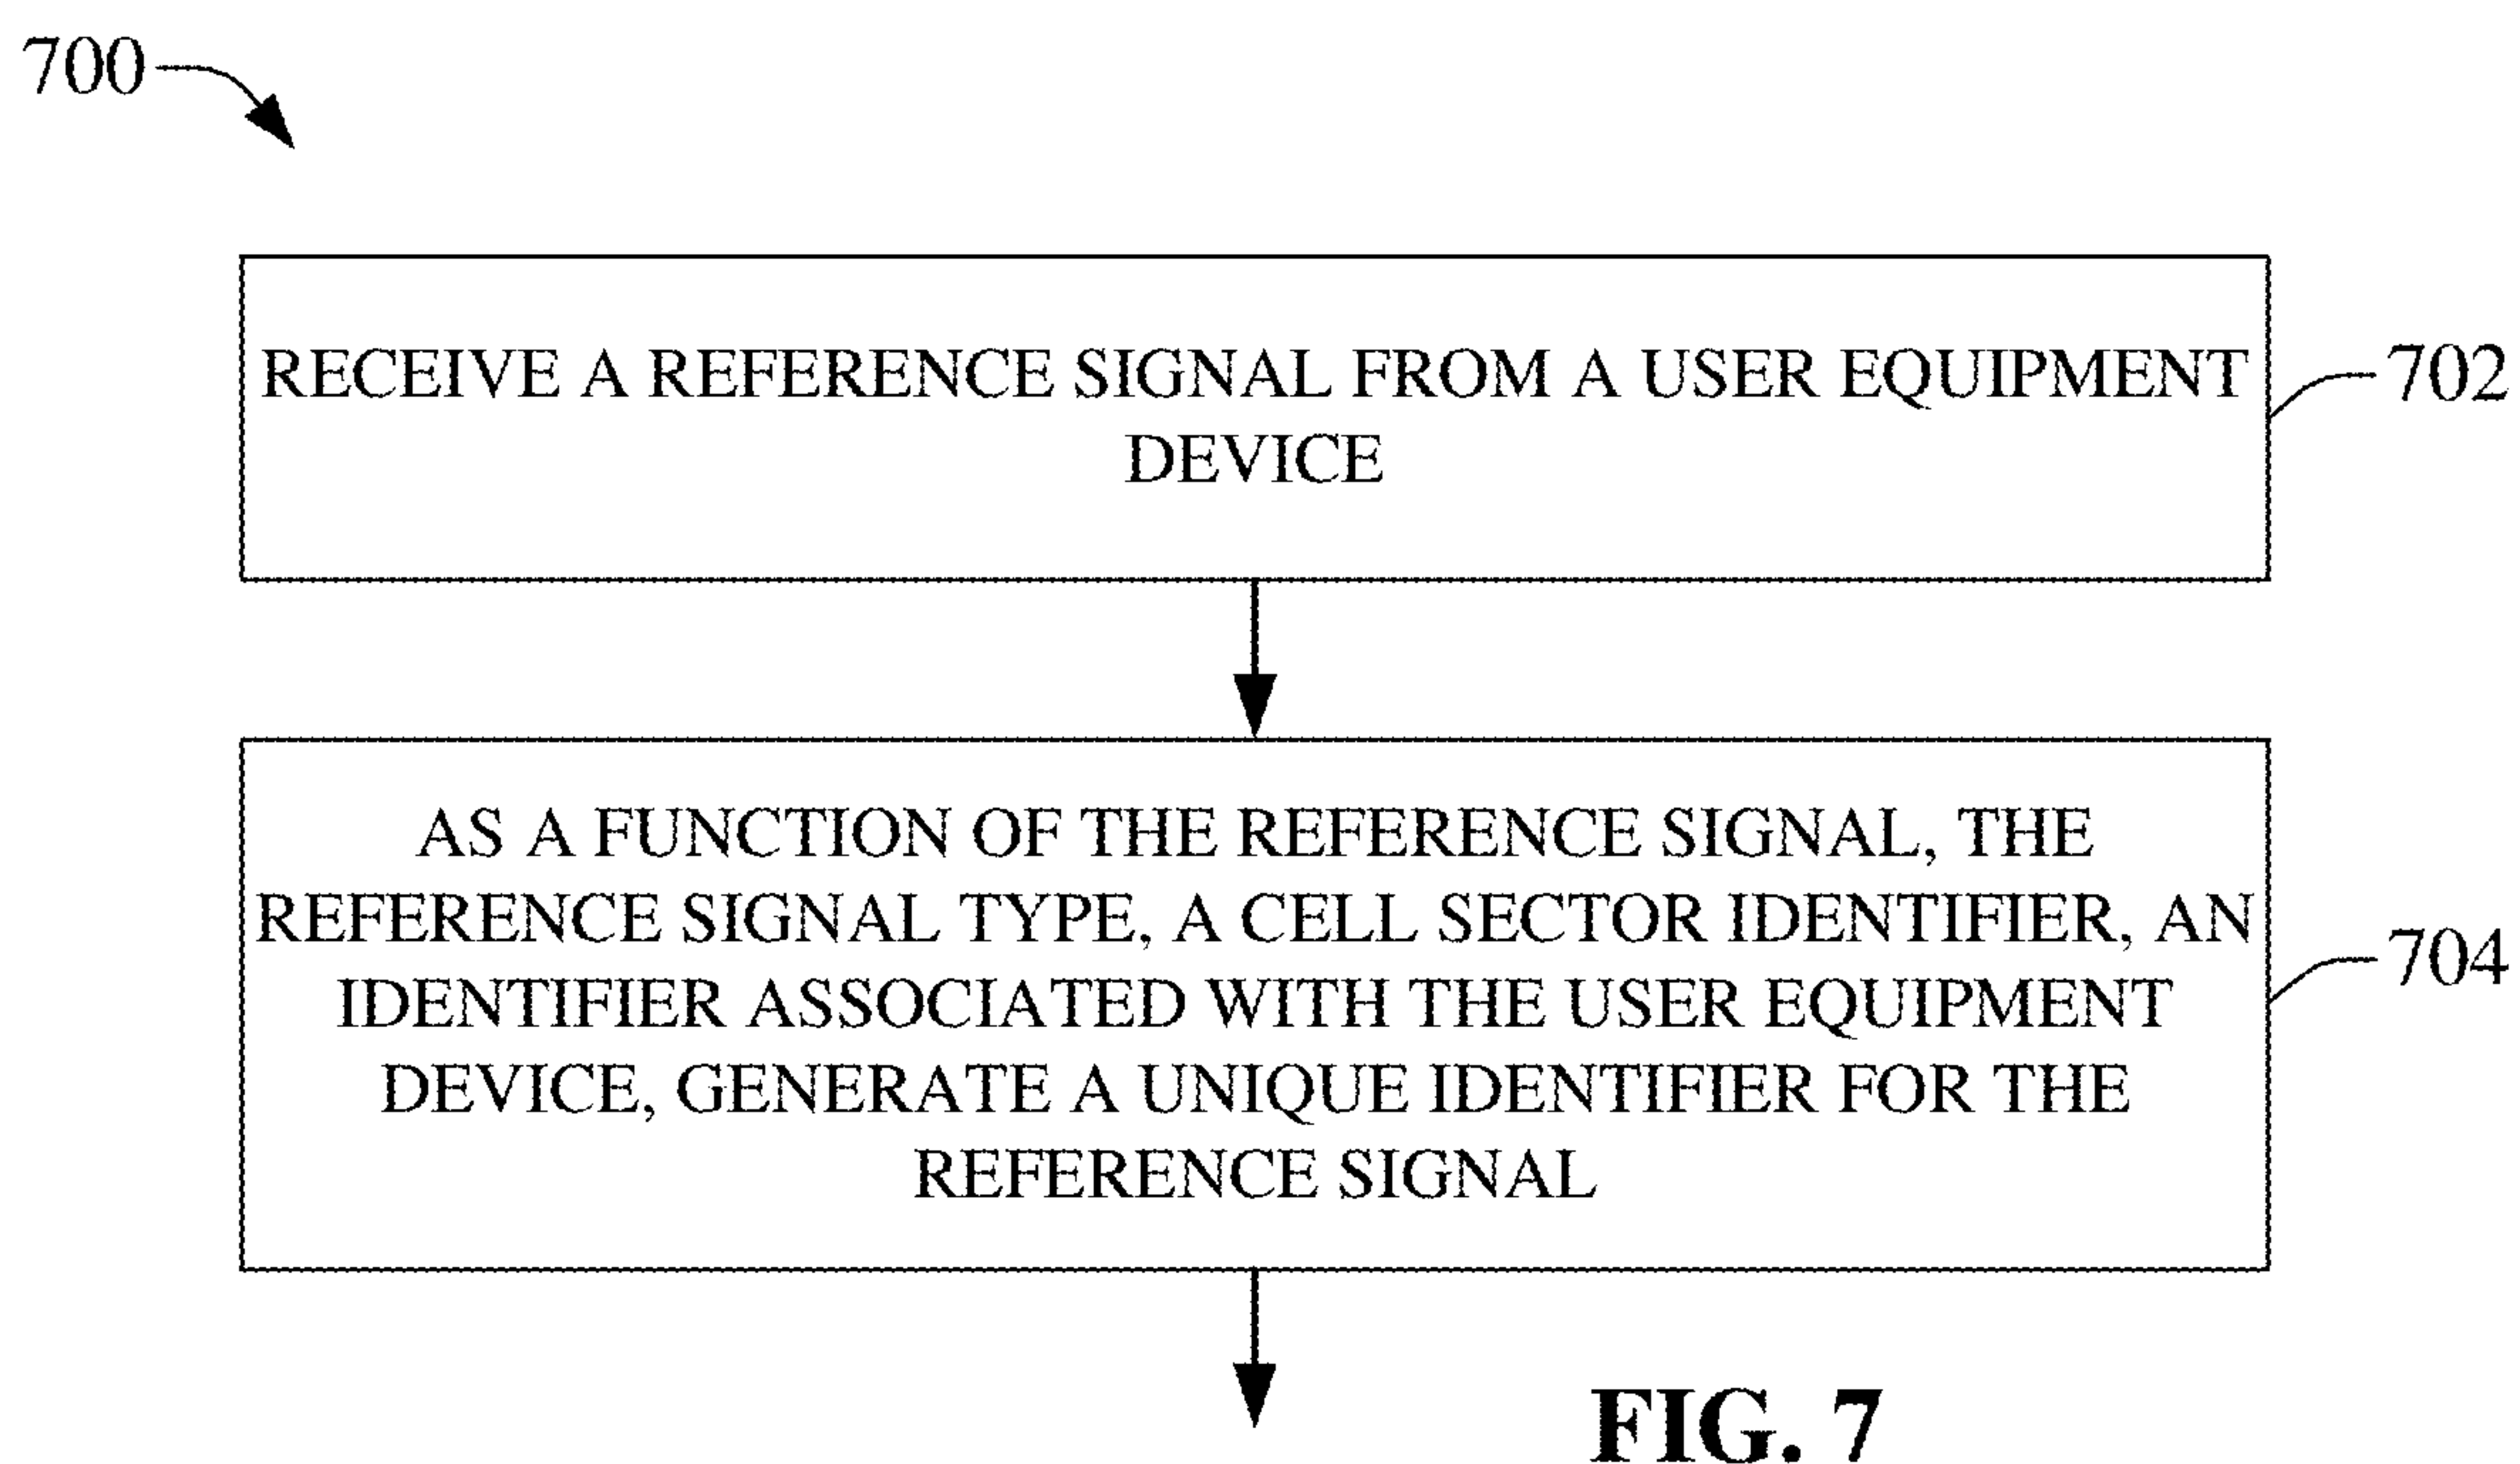 700
RECEIVE A REFERENCE SIGNAL FROM A USER EQUIPMENT
DEVICE
702
AS A FUNCTION OF THE REFERENCE SIGNAL, THE
REFERENCE SIGNAL TYPE, A CELL SECTOR IDENTIFIER, AN
IDENTIFIER ASSOCIATED WITH THE USER EQUIPMENT
DEVICE, GENERATE A UNIQUE IDENTIFIER FOR THE
REFERENCE SIGNAL
704
FIG. 7